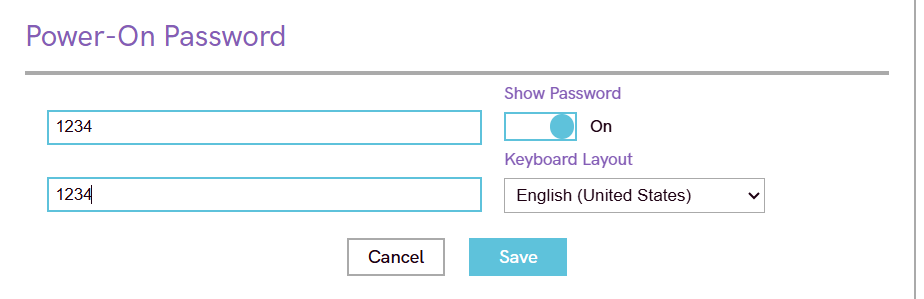 Power-On Password
Show Password
1234
On
Keyboard Layout
1234
English (United States)
Cancel
Save